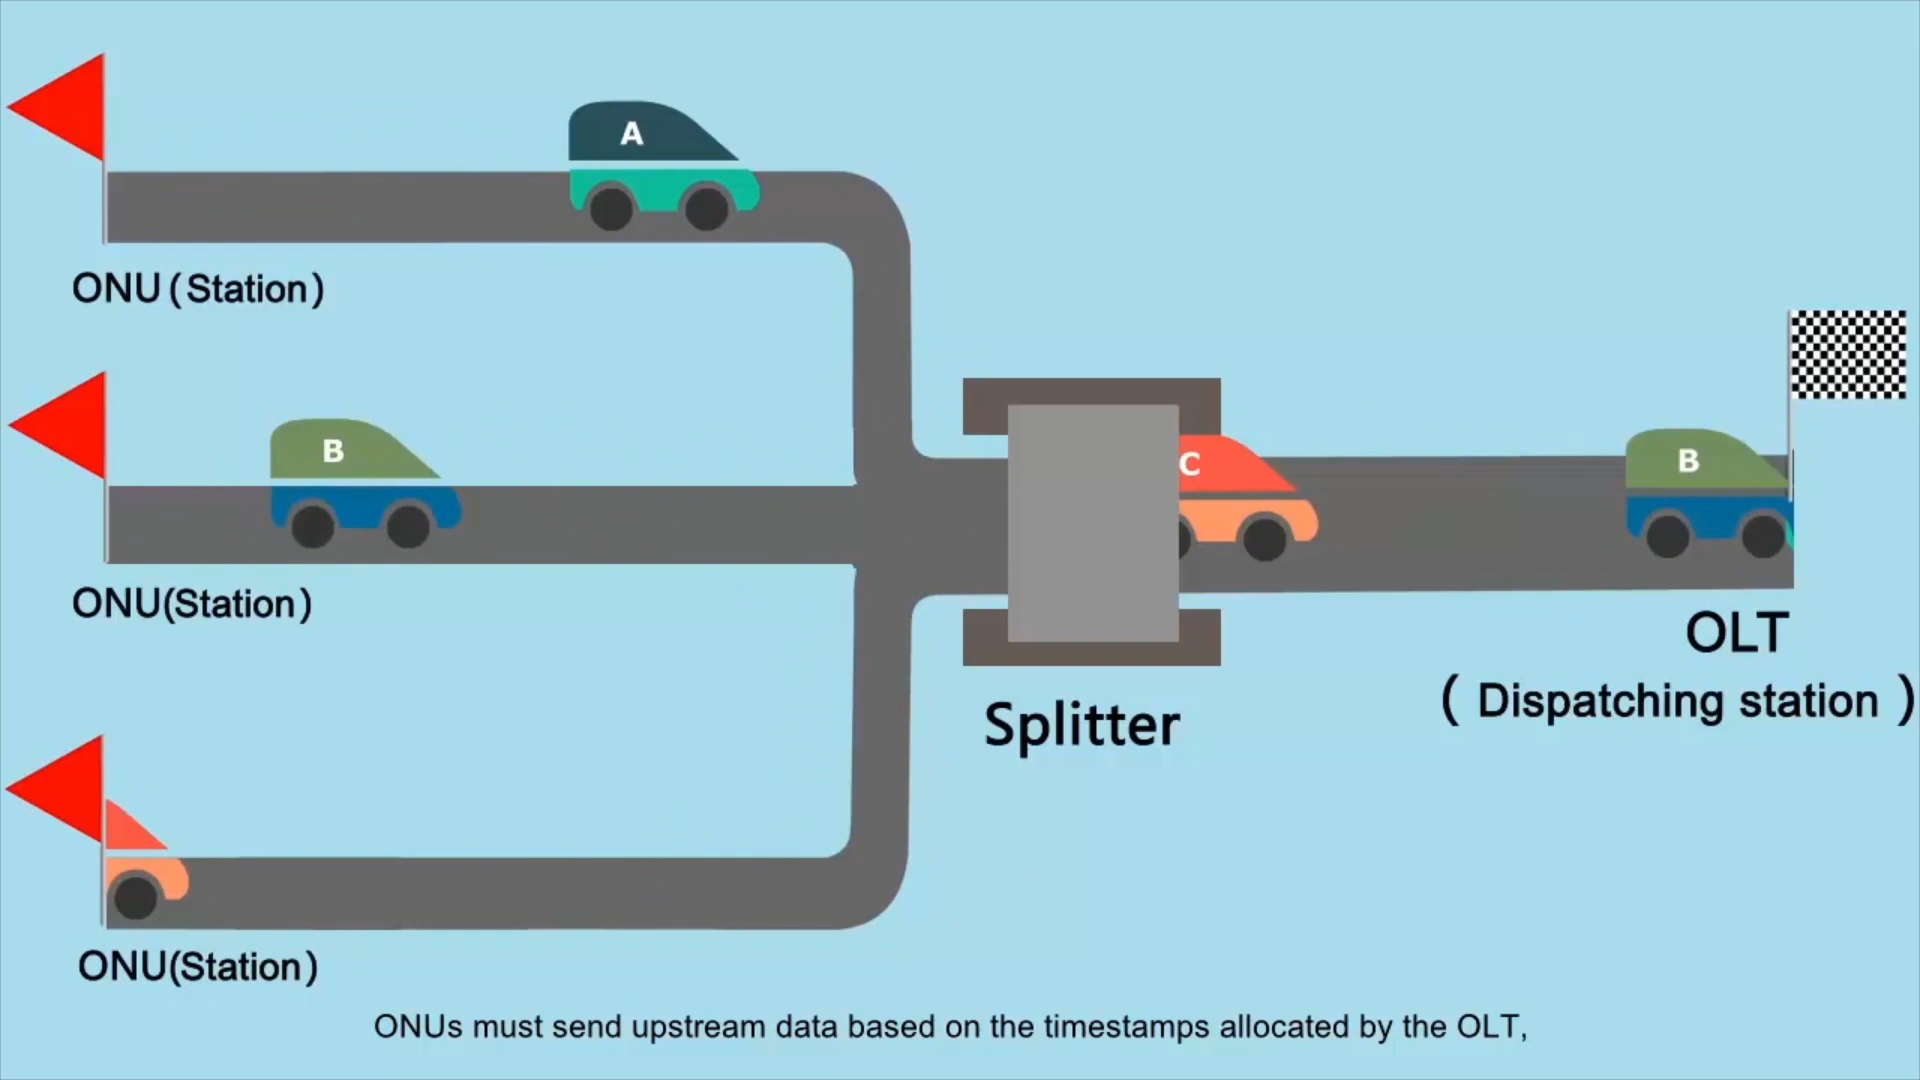 A
ONU (Station)
B
ONU(Station)
C
B
OLT
( Dispatching station )
Splitter
ONU(Station)
ONUs must send upstream data based on the timestamps allocated by the OLT,